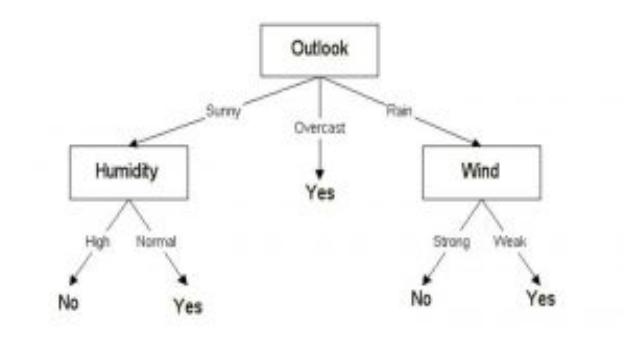 Outlook
Sunny
Overcast
Rain
Humidity
Yes
Wind
High
Normal
Strong
Weak
No
Yes
No
Yes